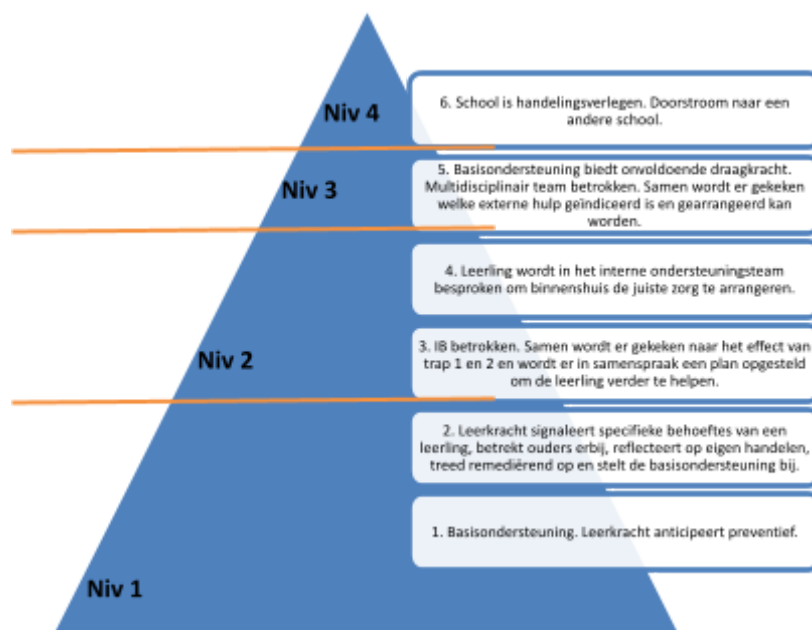 Niv 4
6. School is handelingsverlegen. Doorstroom naar een
andere school.
Niv 3
5. Basisondersteuning biedt onvoldoende draagkracht.
Multidisciplinair team betrokken. Samen wordt er gekeken
welke externe hulp geïndiceerd is en gearrangeerd kan
worden.
4. Leerling wordt in het interne ondersteuningsteam
besproken om binnenshuis de juiste zorg te arrangeren.
Niv 2
3. IB betrokken. Samen wordt er gekeken naar het effect van
trap 1 en 2 en wordt er in samenspraak een plan opgesteld
om de leerling verder te helpen.
2. Leerkracht signaleert specifieke behoeftes van een
leerling, betrekt ouders erbij, reflecteert op eigen handelen,
treed remediërend op en stelt de basisondersteuning bij.
1. Basisondersteuning. Leerkracht anticipeert preventief.
Niv 1